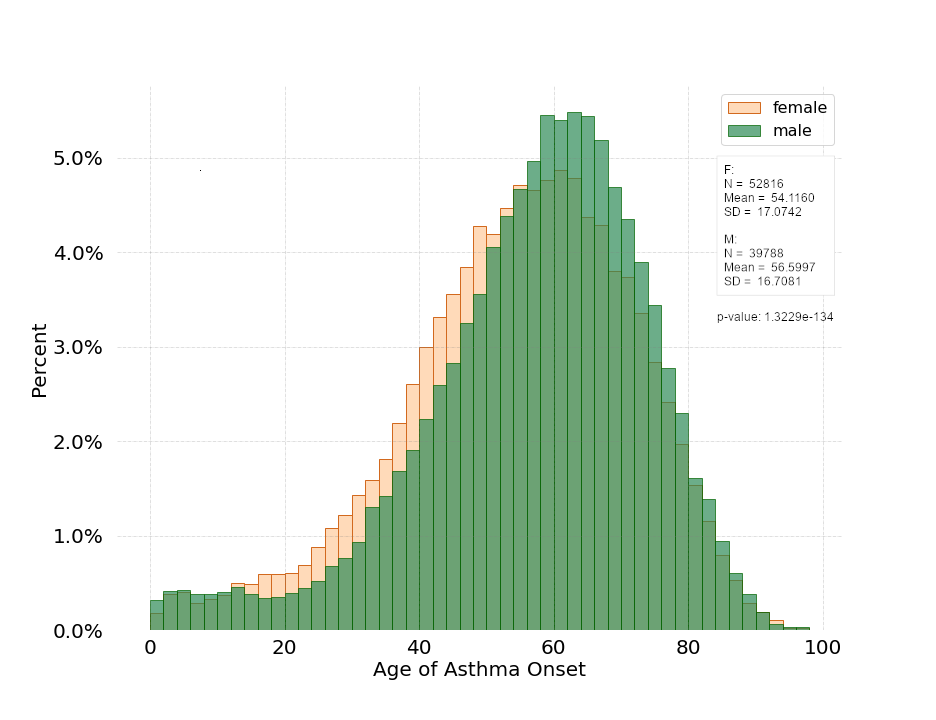 female
male
5.0%
4.0%
3.0%
2.0%
1.0%
0.0%
Percent
F:
N = 52816
Mean = 54.1160
SD = 17.0742
M:
N = 39788
Mean = 56.5997
SD = 16.7081
p-value: 1.3229e-134
0 20 40 60 80 100
Age of Asthma Onset